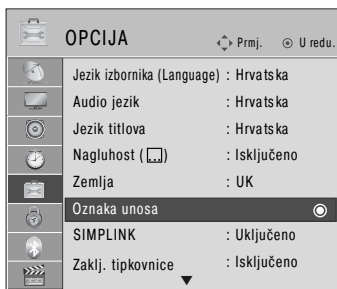 OPCIJA Prmj. U redu.
Jezik izbornika (Language) : Hrvatska
Audio jezik : Hrvatska
Jezik titlova : Hrvatska
Nagluhost ( ) : Isključeno
Zemlja : UK
Oznaka unosa
SIMPLINK : Uključeno
Zaklj. tipkovnice : Isključeno